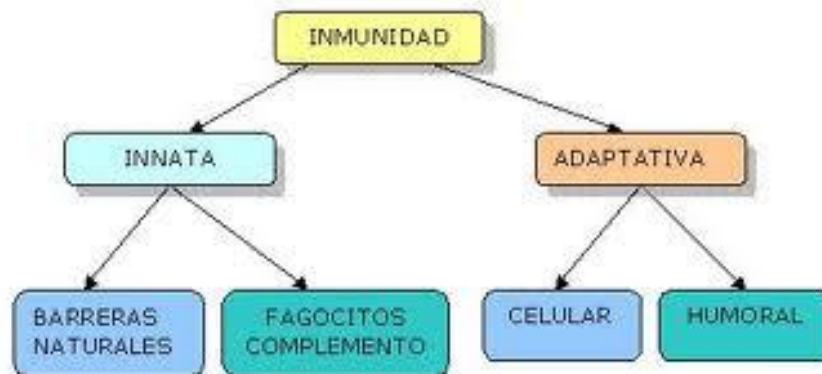 INMUNIDAD
INNATA
ADAPTATIVA
BARRERAS
NATURALES
FAGOCITOS
COMPLEMENTO
CELULAR
HUMORAL